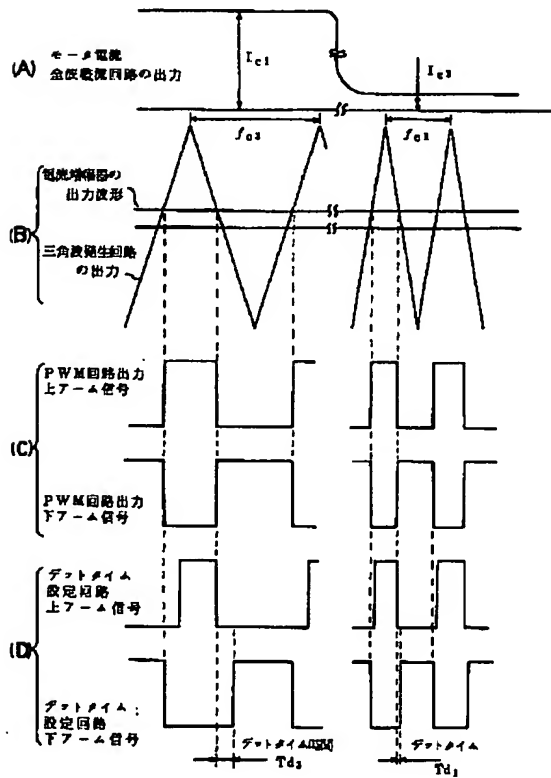 (A)
モータ電流
全波整流回路の出力
Ic1
Ic2
fc2
fc1
(B)
電流増幅器の
出力波形
三角波発生回路
の出力
(C)
PWM回路出力
上アーム信号
PWM回路出力
下アーム信号
(D)
デットタイム
設定回路
上アーム信号
デットタイム
設定回路
下アーム信号
デットタイム
Td2
デットタイム
Td1